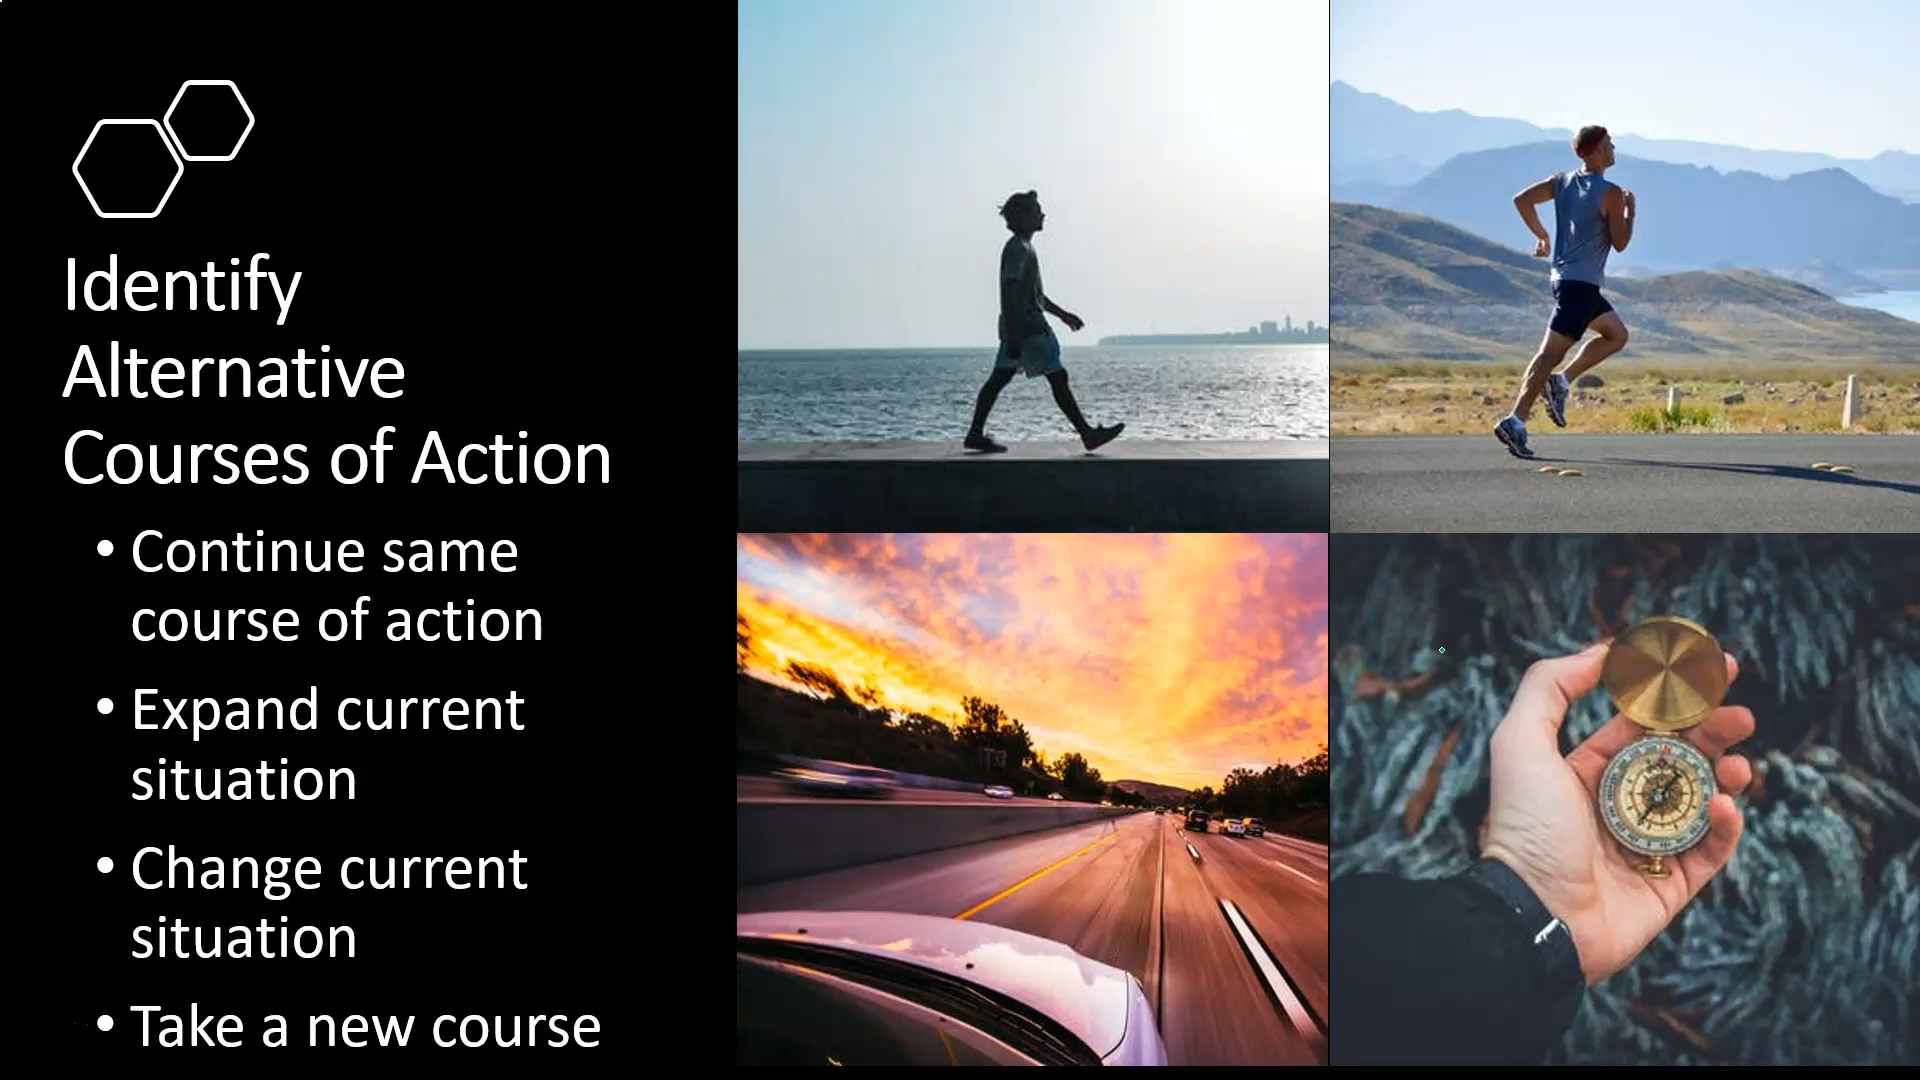 Identify
Alternative
Courses of Action
• Continue same
course of action
• Expand current
situation
• Change current
situation
• Take a new course